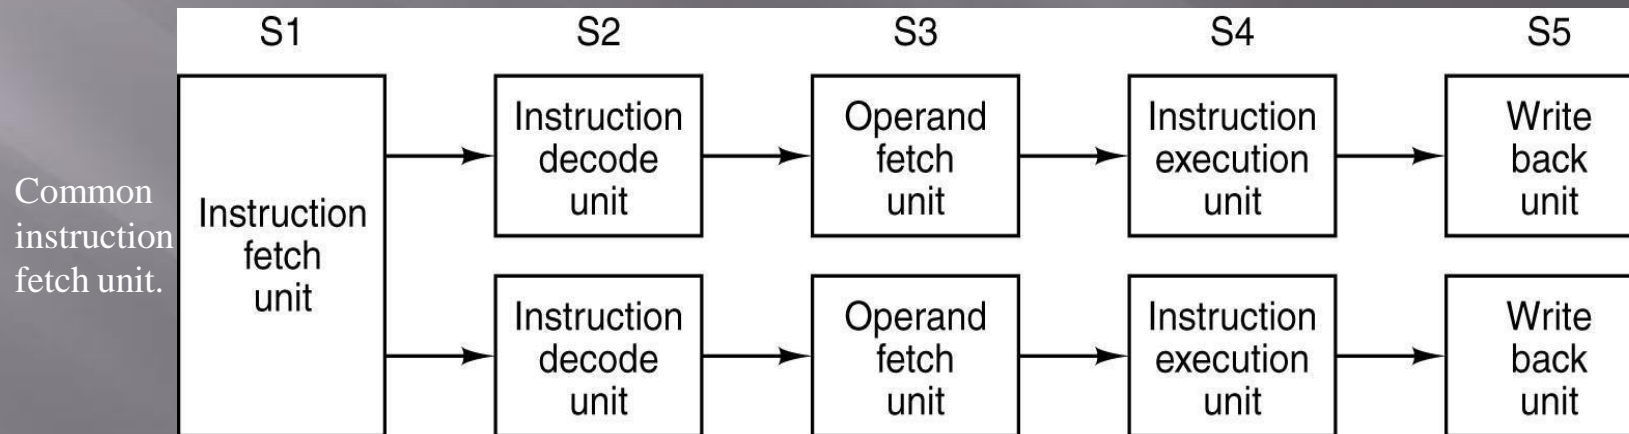 S1 S2 S3 S4 S5
Common
instruction
fetch unit.
Instruction
fetch
unit
Instruction
decode
unit
Operand
fetch
unit
Instruction
execution
unit
Write
back
unit
Instruction
decode
unit
Operand
fetch
unit
Instruction
execution
unit
Write
back
unit